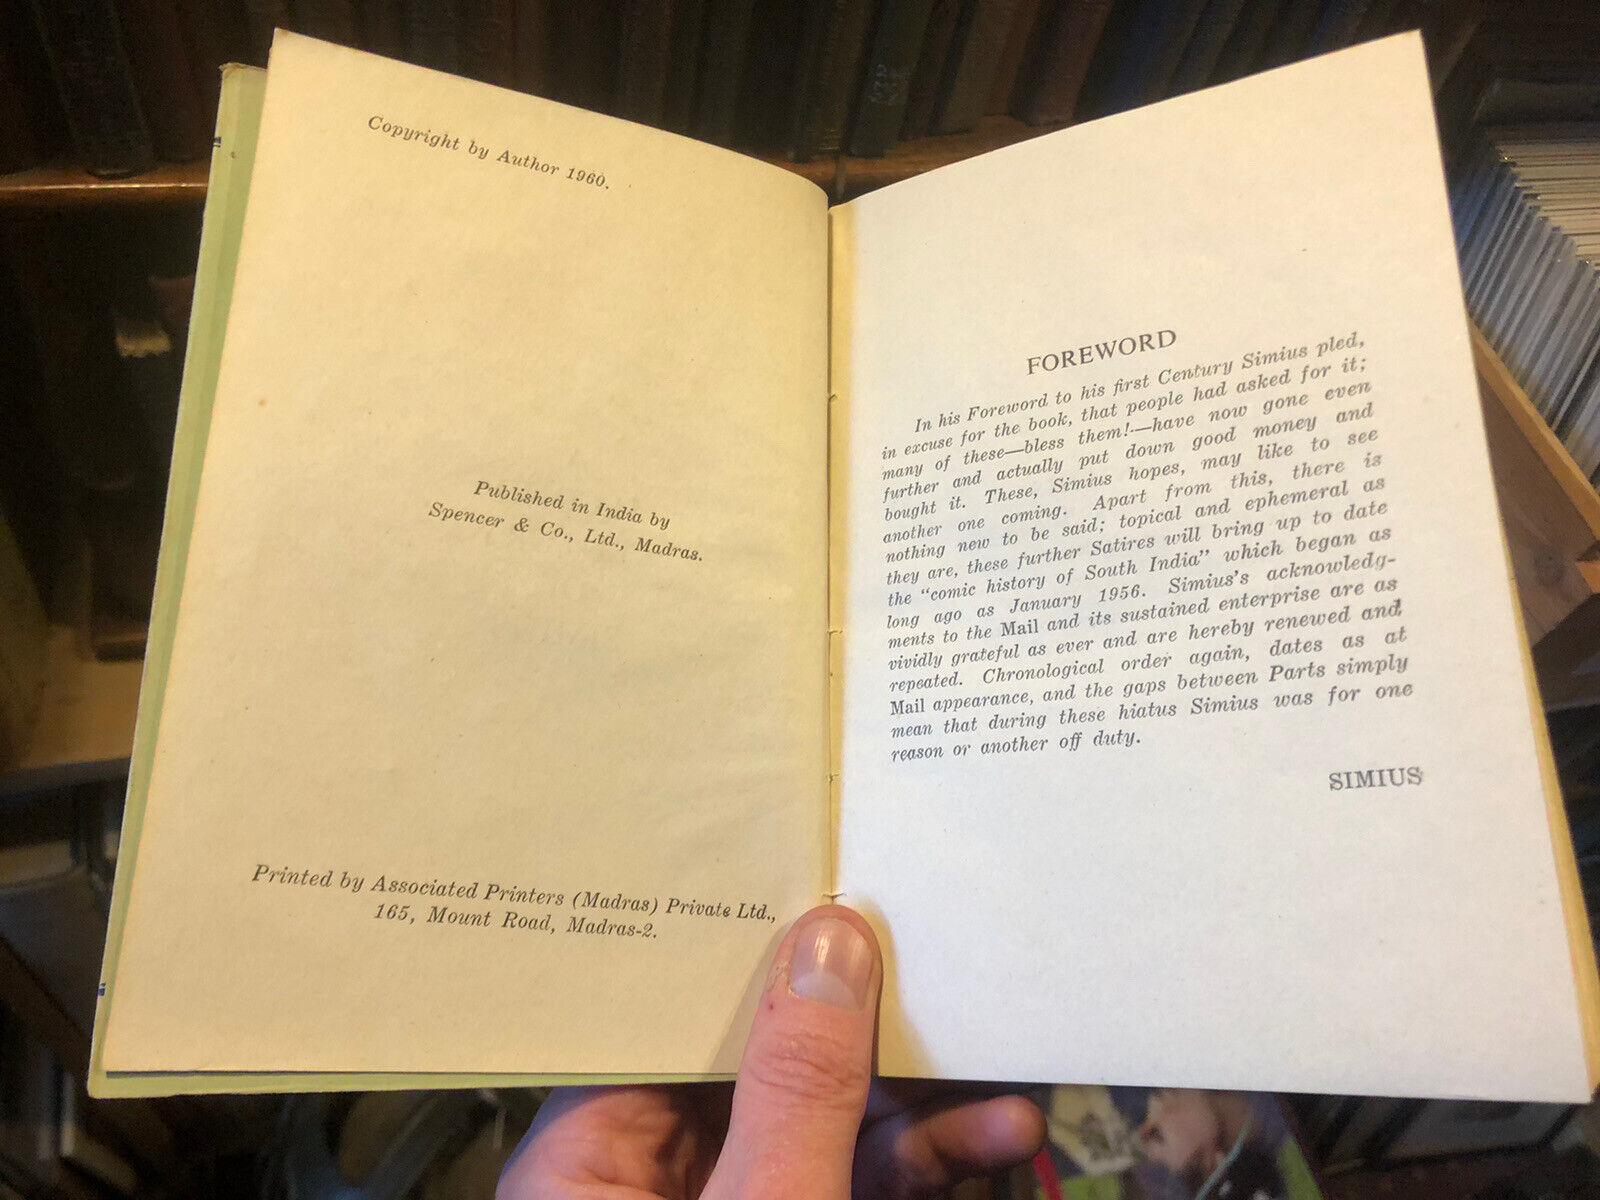 Copyright by Author 1960.
Published in India by
Spencer & Co., Ltd., Madras.
Printed by Associated Printers (Madras) Private Ltd.,
165, Mount Road, Madras-2.
FOREWORD
In his Foreword to his first Century Simius pled,
in excuse for the book, that people had asked for it;
many of these—bless them!—have now gone even
further and actually put down good money and
bought it. These, Simius hopes, may like to see
another one coming. Apart from this, there is
nothing new to be said; topical and ephemeral as
they are, these further Satires will bring up to date
the "comic history of South India" which began as
long ago as January 1956. Simius's acknowledg-
ments to the Mail and its sustained enterprise are as
vividly grateful as ever and are hereby renewed and
repeated. Chronological order again, dates as at
Mail appearance, and the gaps between Parts simply
mean that during these hiatus Simius was for one
reason or another off duty.
SIMIUS